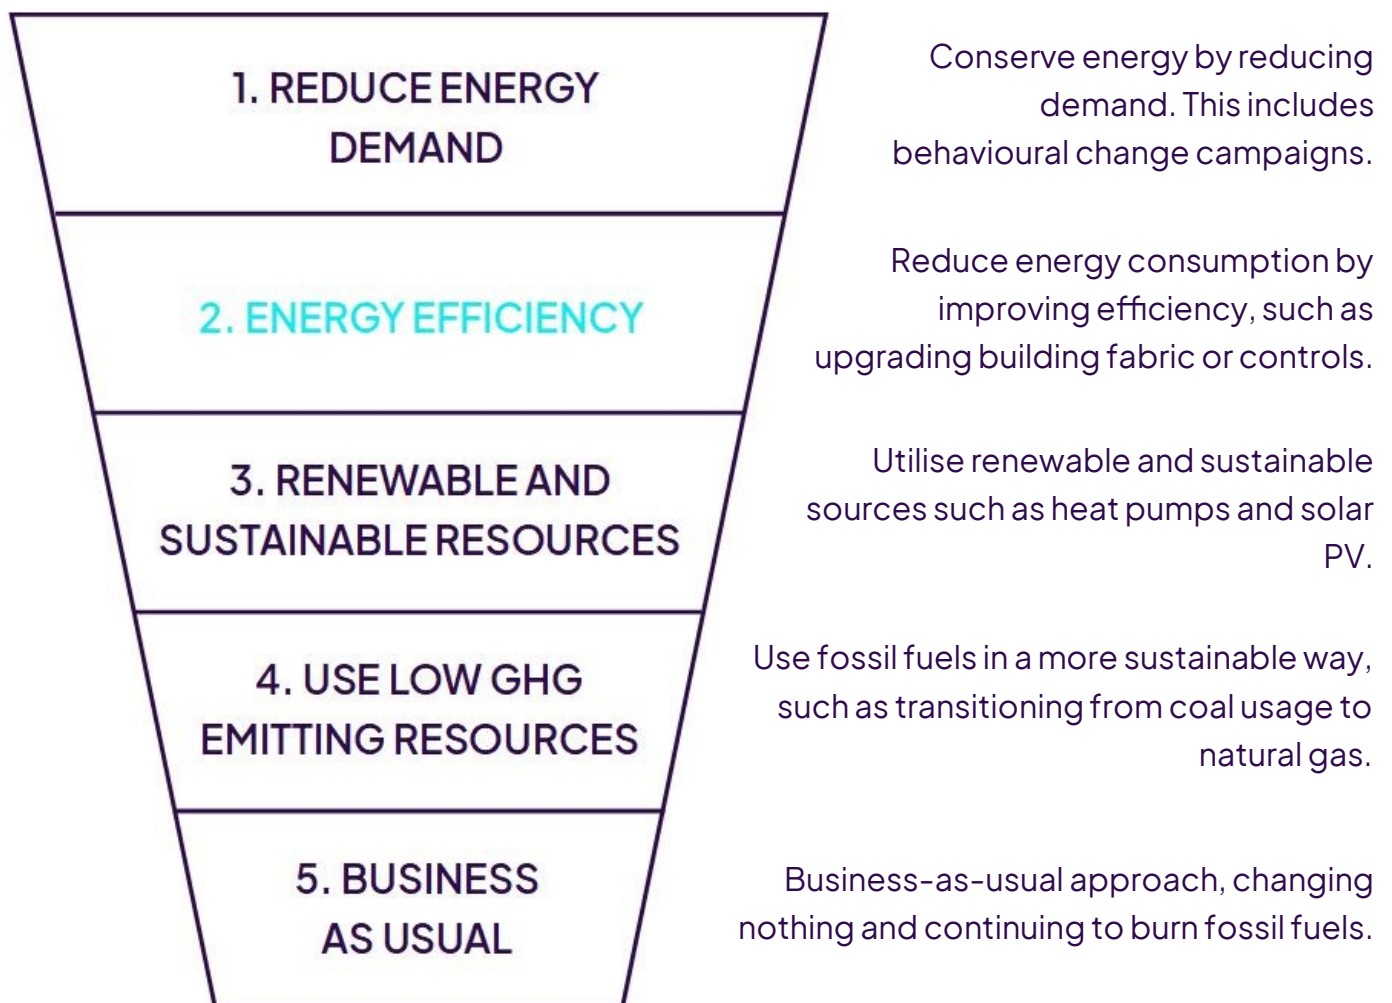 1. REDUCE ENERGY
DEMAND
Conserve energy by reducing
demand. This includes
behavioural change campaigns.
2. ENERGY EFFICIENCY
Reduce energy consumption by
improving efficiency, such as
upgrading building fabric or controls.
3. RENEWABLE AND
SUSTAINABLE RESOURCES
Utilise renewable and sustainable
sources such as heat pumps and solar
PV.
4. USE LOW GHG
EMITTING RESOURCES
Use fossil fuels in a more sustainable way,
such as transitioning from coal usage to
natural gas.
5. BUSINESS
AS USUAL
Business-as-usual approach, changing
nothing and continuing to burn fossil fuels.